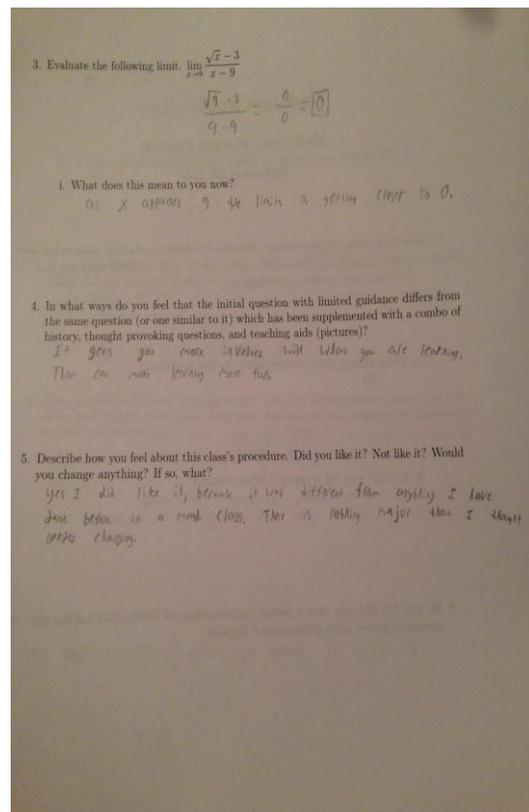 3. Evaluate the following limit. lim x→9 √x − 3 / x − 9
√9 - 3 / 9 - 9 = 0 / 0 = 0
i. What does this mean to you now?
as x 9 the limits is getting closer to 0.
4. In what ways do you feel that the initial question with limited guidance differs from
the same question (or one similar to it) which has been supplemented with a combo of
history, thought provoking questions, and teaching aids (pictures)?
It gets you more involved with what you are learning.
That can make learning more fun.
5. Describe how you feel about this class's procedure. Did you like it? Not like it? Would
you change anything? If so, what?
yes I did like it, because it was different from anything I have
done before in a math class. Ther is nothing major I
changing.